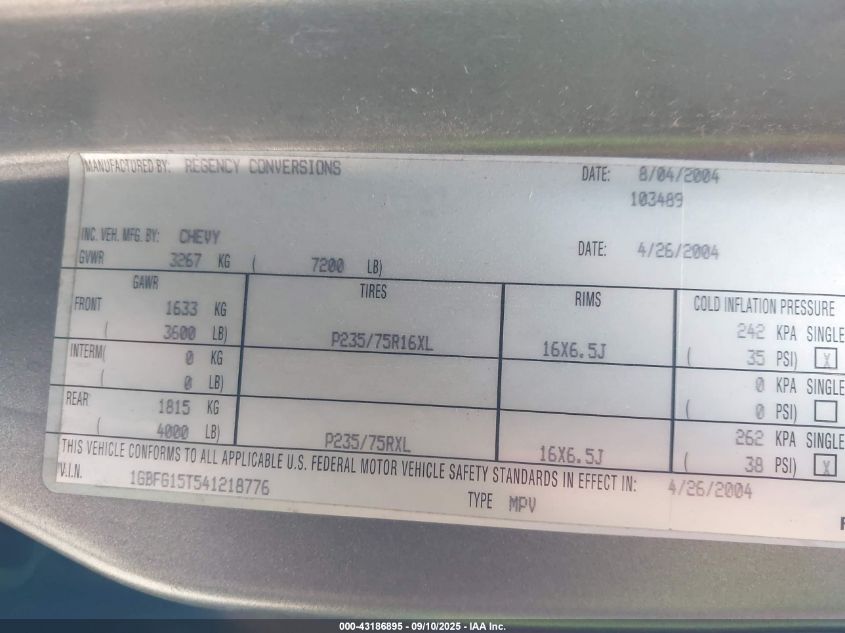 MANUFACTURED BY: REGENCY CONVERSIONS DATE: 8/04/2004
103489
INC. VEH. MFG. BY: CHEVY DATE: 4/26/2004
GVWR 3267 KG ( 7200 LB)
GAWR TIRES RIMS COLD INFLATION PRESSURE
FRONT 1633 KG P235/75R16XL 16X6.5J 242 KPA SINGLE
( 3600 LB) ( 35 PSI) X
INTERM( 0 KG 0 KPA SINGLE
( 0 LB) ( 0 PSI)
REAR 1815 KG P235/75RXL 16X6.5J 262 KPA SINGLE
( 4000 LB) ( 38 PSI) X
THIS VEHICLE CONFORMS TO ALL APPLICABLE U.S. FEDERAL MOTOR VEHICLE SAFETY STANDARDS IN EFFECT IN: 4/26/2004
V.I.N. 1GBFG15T541218776 TYPE MPV
000-43186895 - 09/10/2025 - IAA Inc.